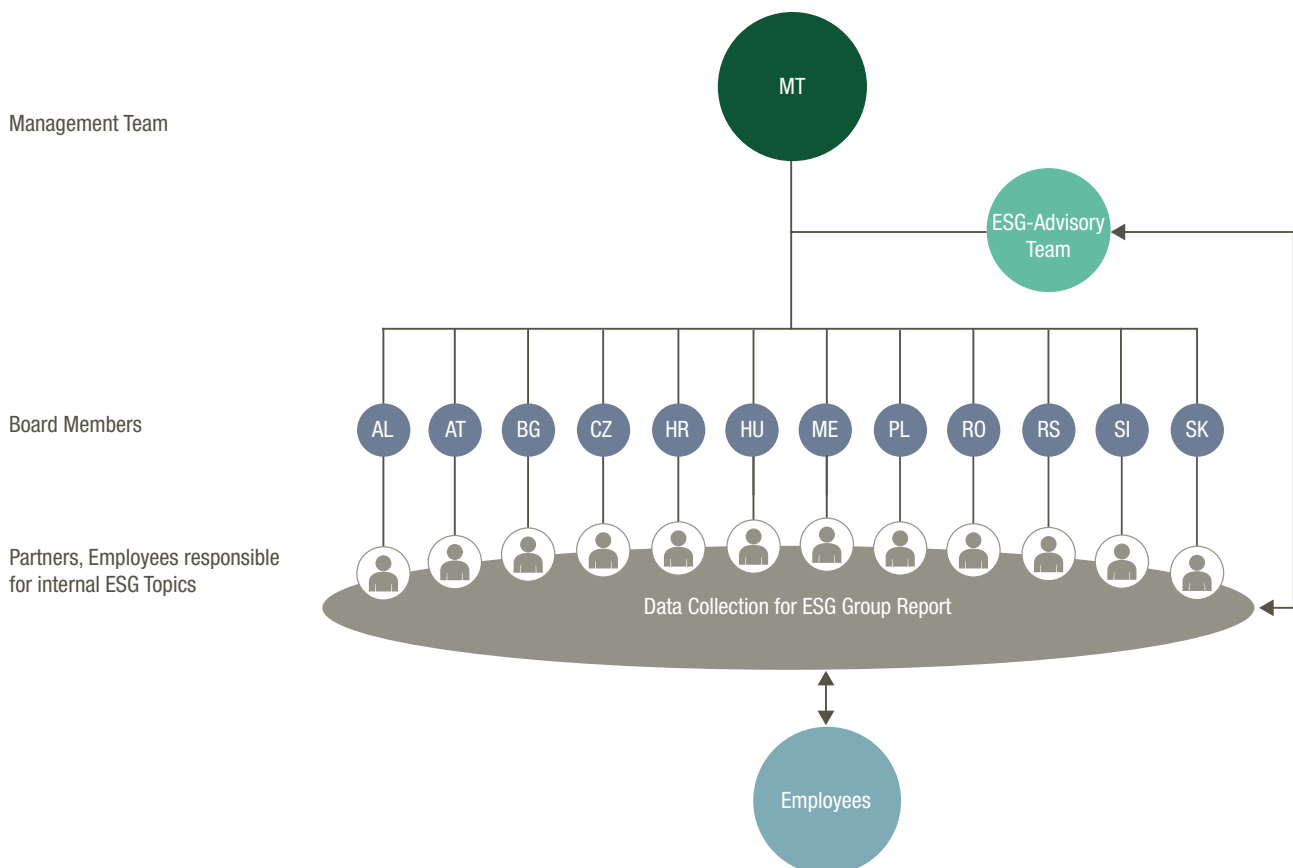 MT
Management Team
ESG-Advisory
Team
Board Members
AL AT BG CZ HR HU ME PL RO RS SI SK
Partners, Employees responsible
for internal ESG Topics
Data Collection for ESG Group Report
Employees